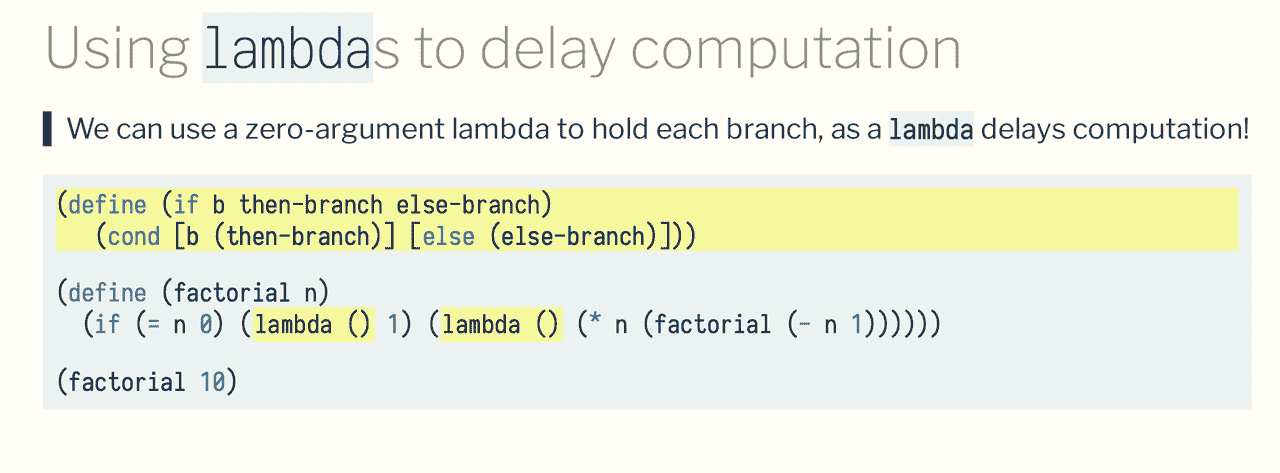 Using lambdas to delay computation
We can use a zero-argument lambda to hold each branch, as a lambda delays computation!
(define (if b then-branch else-branch)
(cond [b (then-branch)] [else (else-branch)]))
(define (factorial n)
(if (= n 0) (lambda () 1) (lambda () (* n (factorial (- n 1))))))
(factorial 10)